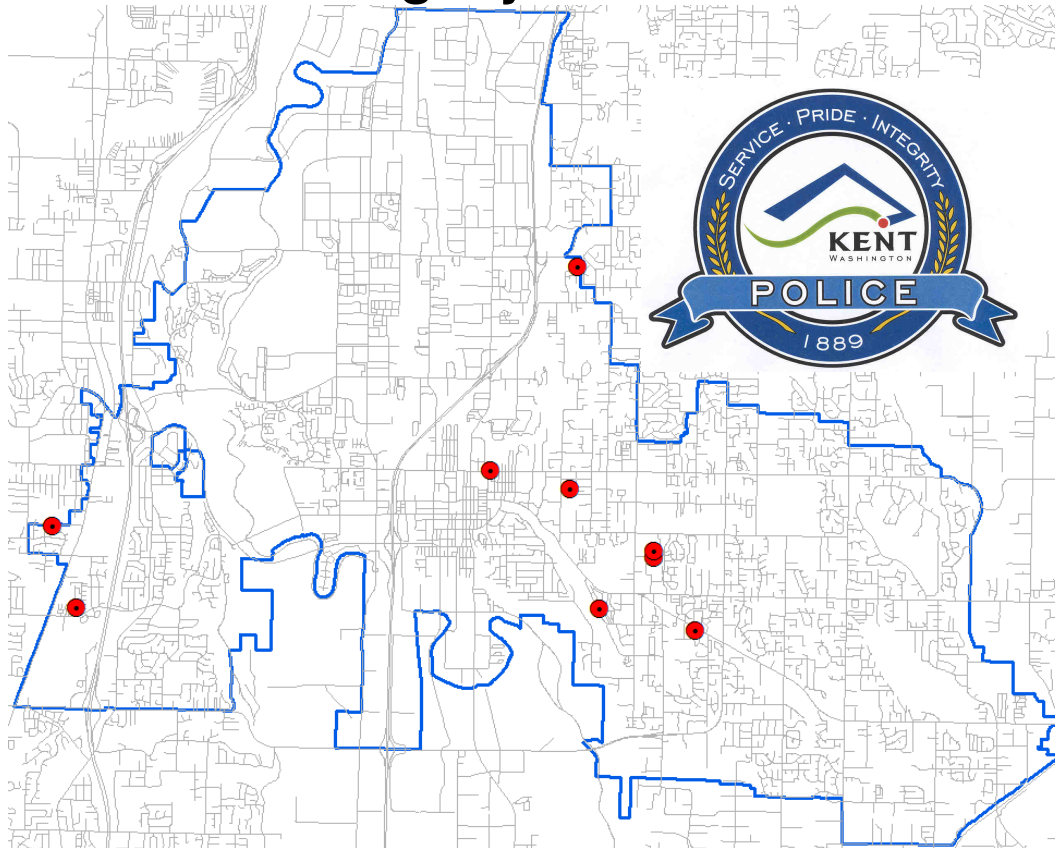 SERVICE · PRIDE · INTEGRITY
KENT
WASHINGTON
POLICE
1889